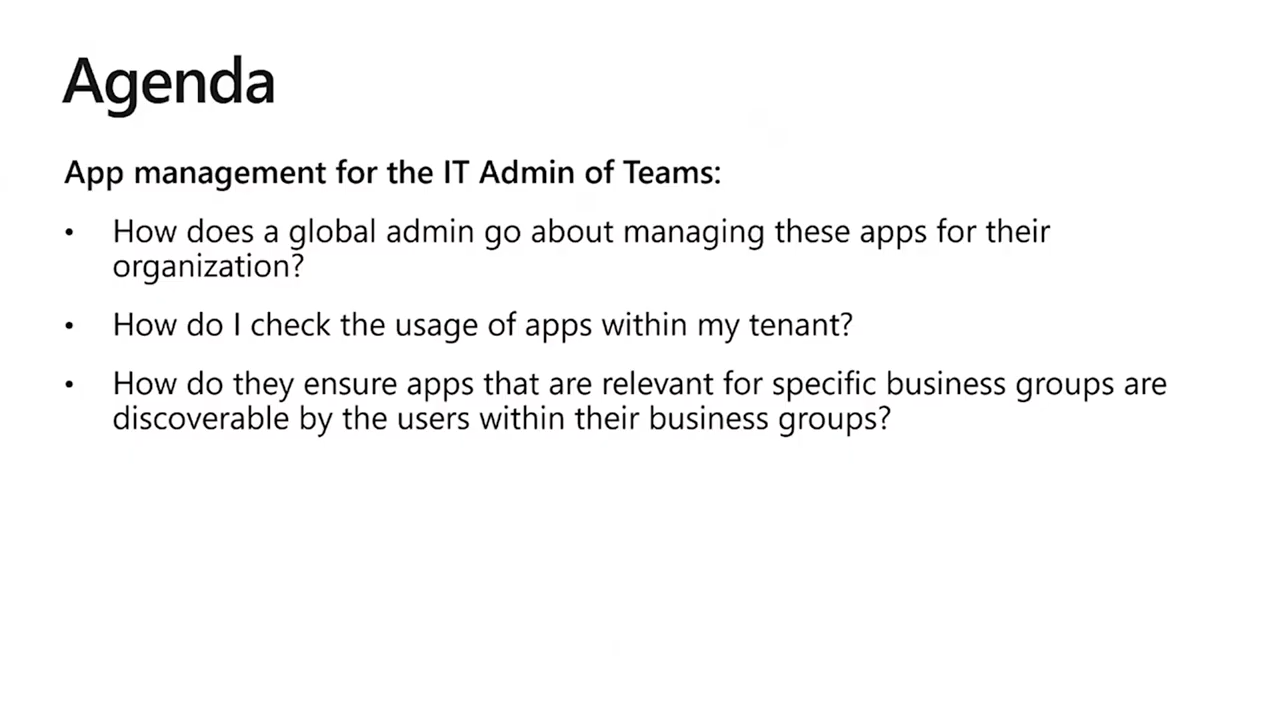 Agenda
App management for the IT Admin of Teams:
• How does a global admin go about managing these apps for their
organization?
• How do I check the usage of apps within my tenant?
• How do they ensure apps that are relevant for specific business groups are
discoverable by the users within their business groups?